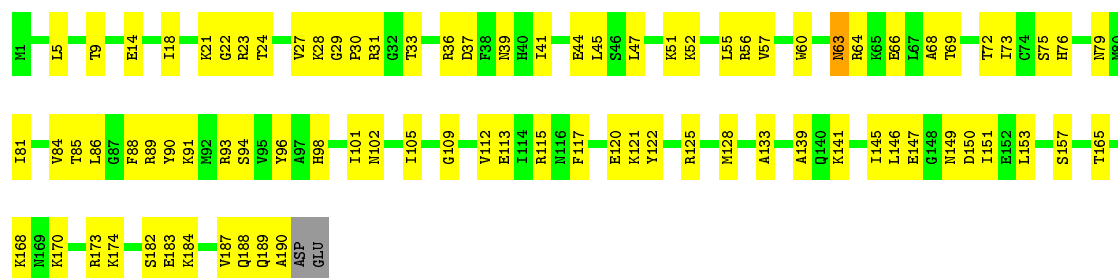 M1 L5 T9 E14 I18 K21 G22 R23 T24 V27 K28 G29 P30 R31 G32 T33 R36 D37 F38 N39 H40 I41 E44 L45 S46 L47 K51 K52 L55 R56 V57 W60 N63 R64 K65 E66 L67 A68 T69 T72 I73 C74 S75 H76 N79 M80
I81 V84 T85 L86 G87 F88 R89 Y90 K91 M92 R93 S94 V95 Y96 A97 H98 I101 N102 I105 G109 V112 E113 I114 R115 N116 F117 E120 K121 Y122 R125 M128 A133 A139 Q140 K141 I145 L146 E147 G148 N149 D150 I151 E152 L153 S157 T165
K168 N169 K170 R173 K174 S182 E183 K184 V187 Q188 Q189 A190 ASP GLU